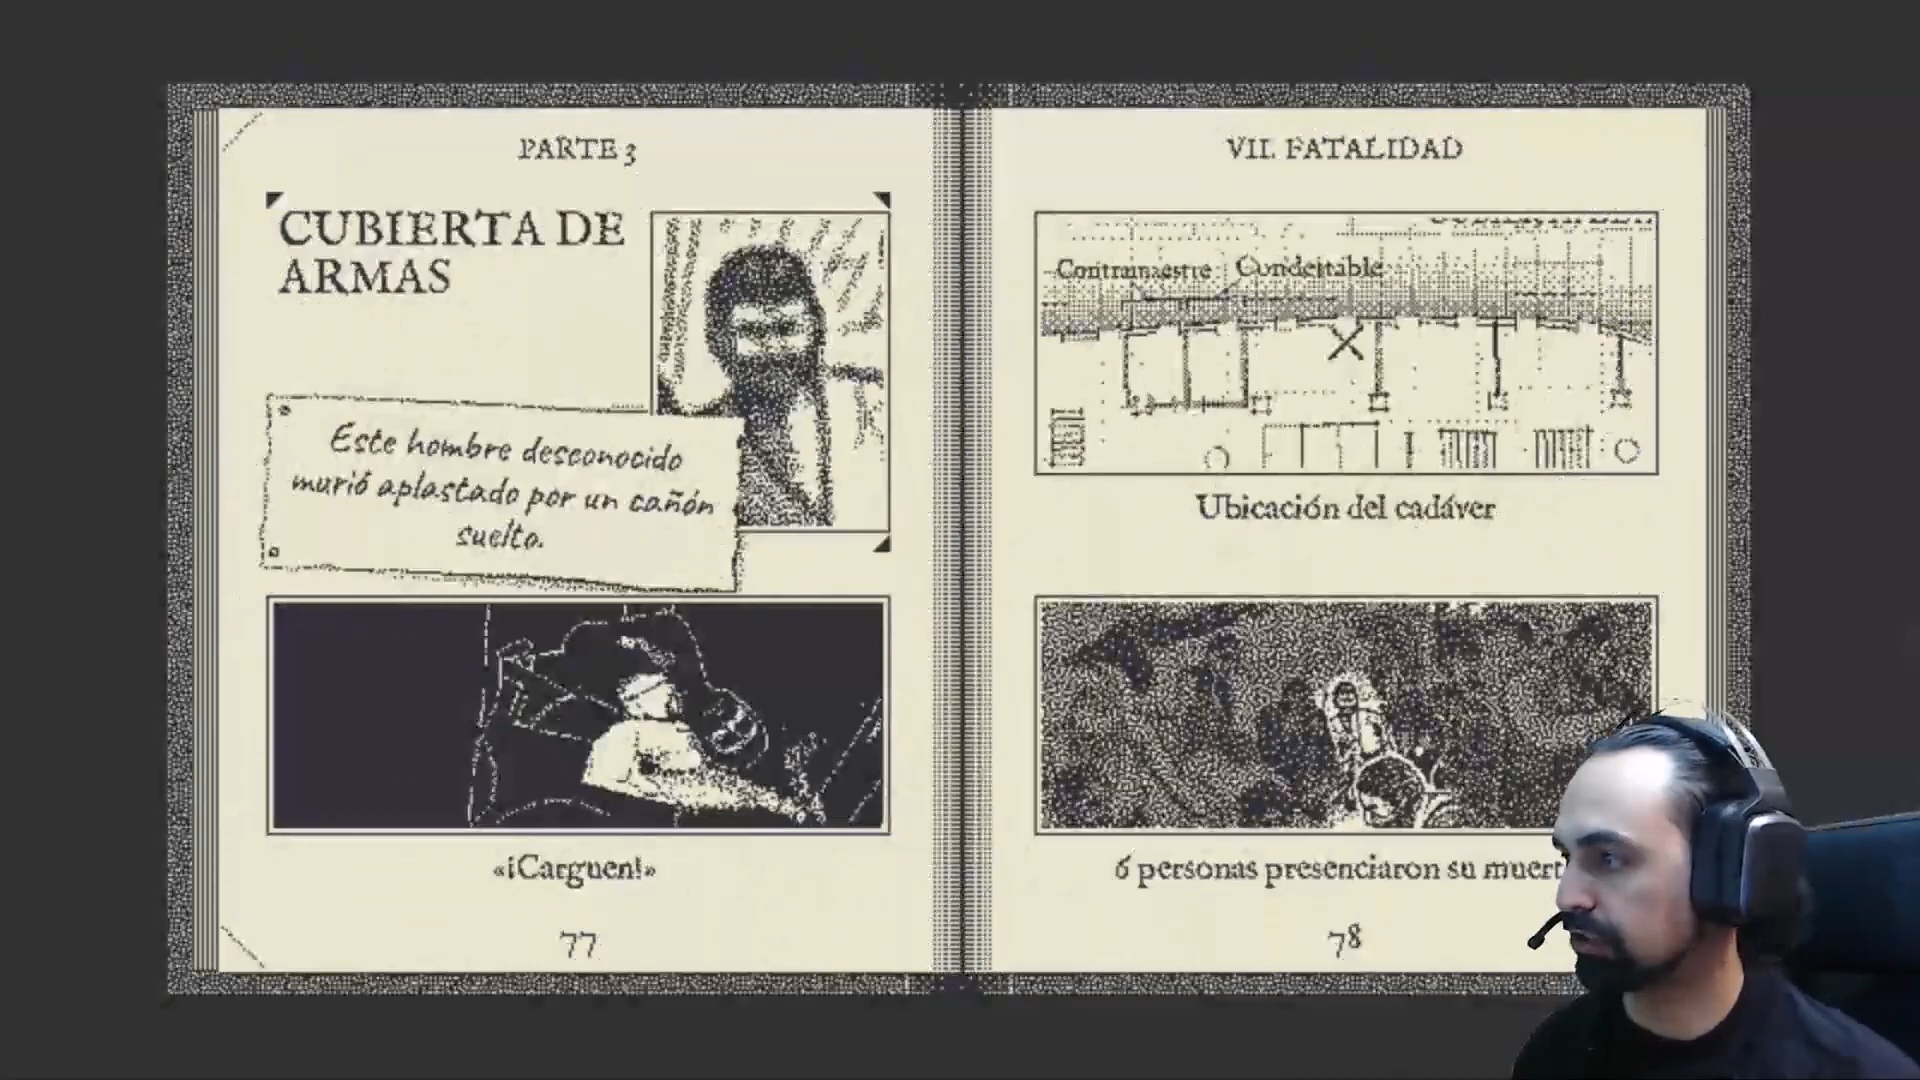 PARTE 3
CUBIERTA DE
ARMAS
Este hombre desconocido
murió aplastado por un cañón
suelto.
«¡Carguen!»
77
VII. FATALIDAD
Contramaestre
Condestable
Ubicación del cadáver
6 personas presenciaron su
78